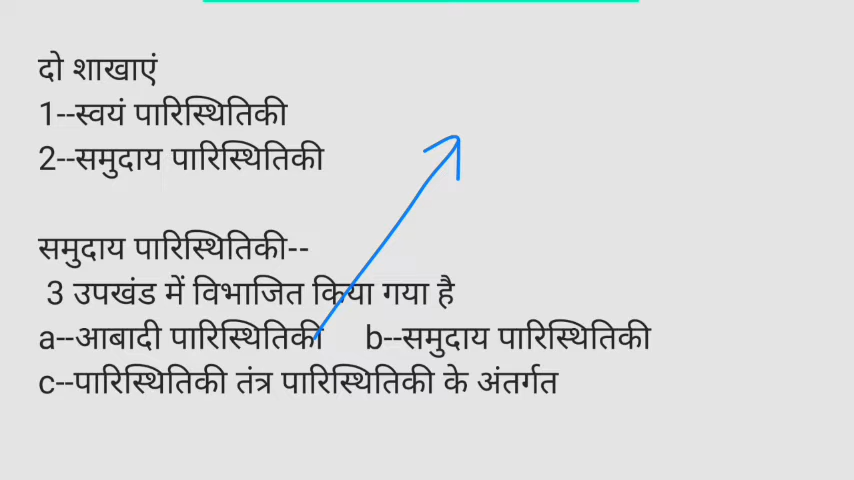 दो शाखाएं
1--स्वयं पारिस्थितिकी
2--समुदाय पारिस्थितिकी
समुदाय पारिस्थितिकी--
3 उपखंड में विभाजित किया गया है
a--आबादी पारिस्थितिकी b--समुदाय पारिस्थितिकी
c--पारिस्थितिकी तंत्र पारिस्थितिकी के अंतर्गत